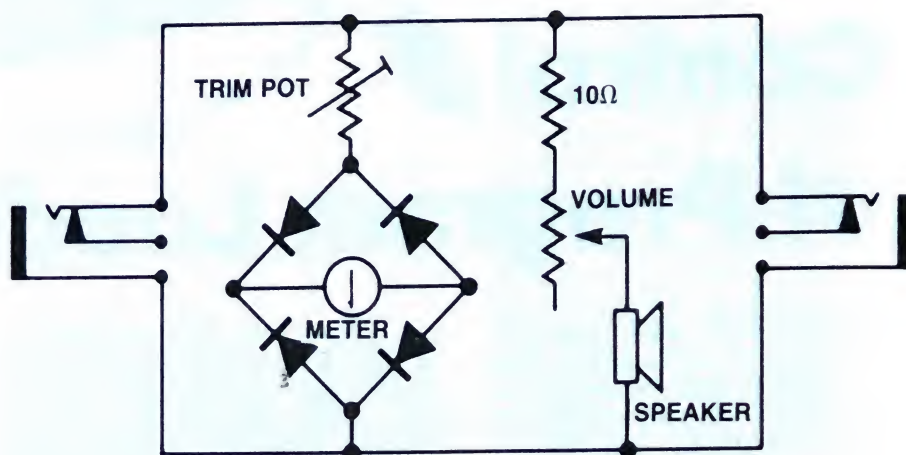 TRIM POT
10Ω
VOLUME
METER
SPEAKER